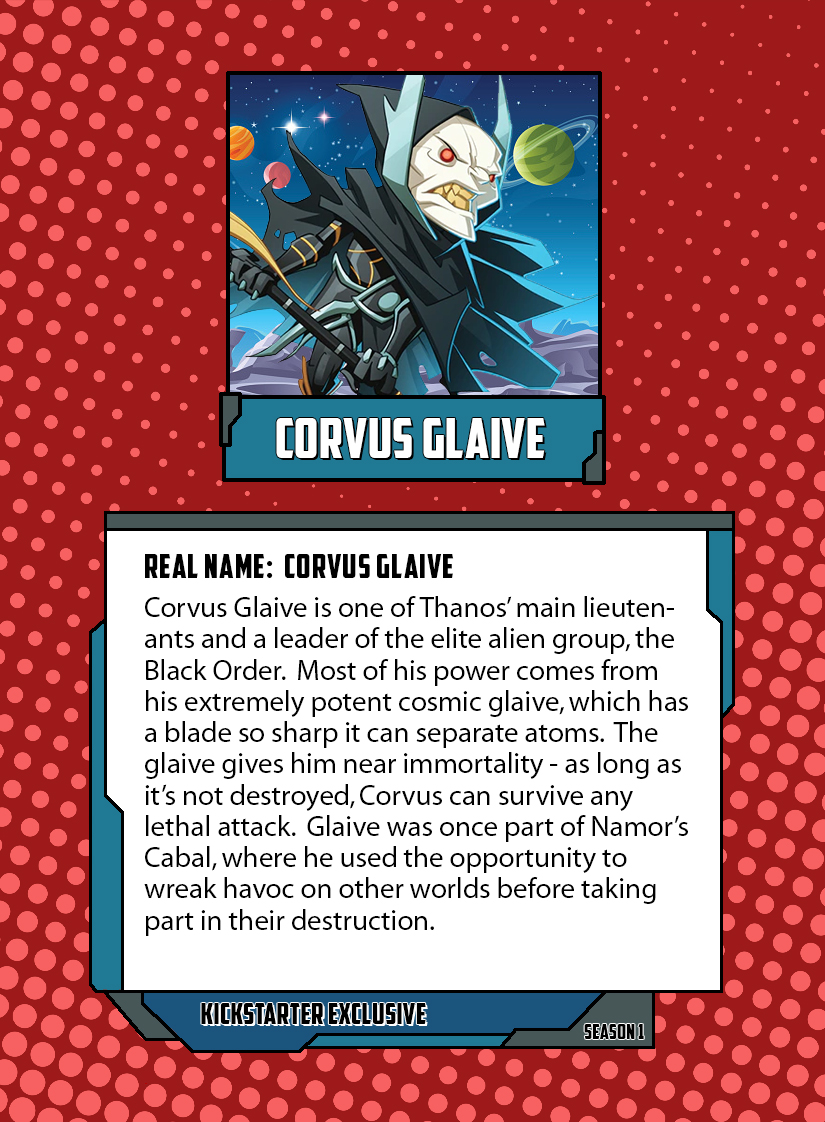 CORVUS GLAIVE
REAL NAME: CORVUS GLAIVE
Corvus Glaive is one of Thanos' main lieuten-
ants and a leader of the elite alien group, the
Black Order. Most of his power comes from
his extremely potent cosmic glaive, which has
a blade so sharp it can separate atoms. The
glaive gives him near immortality - as long as
it's not destroyed, Corvus can survive any
lethal attack. Glaive was once part of Namor's
Cabal, where he used the opportunity to
wreak havoc on other worlds before taking
part in their destruction.
KICKSTARTER EXCLUSIVE
SEASON 1